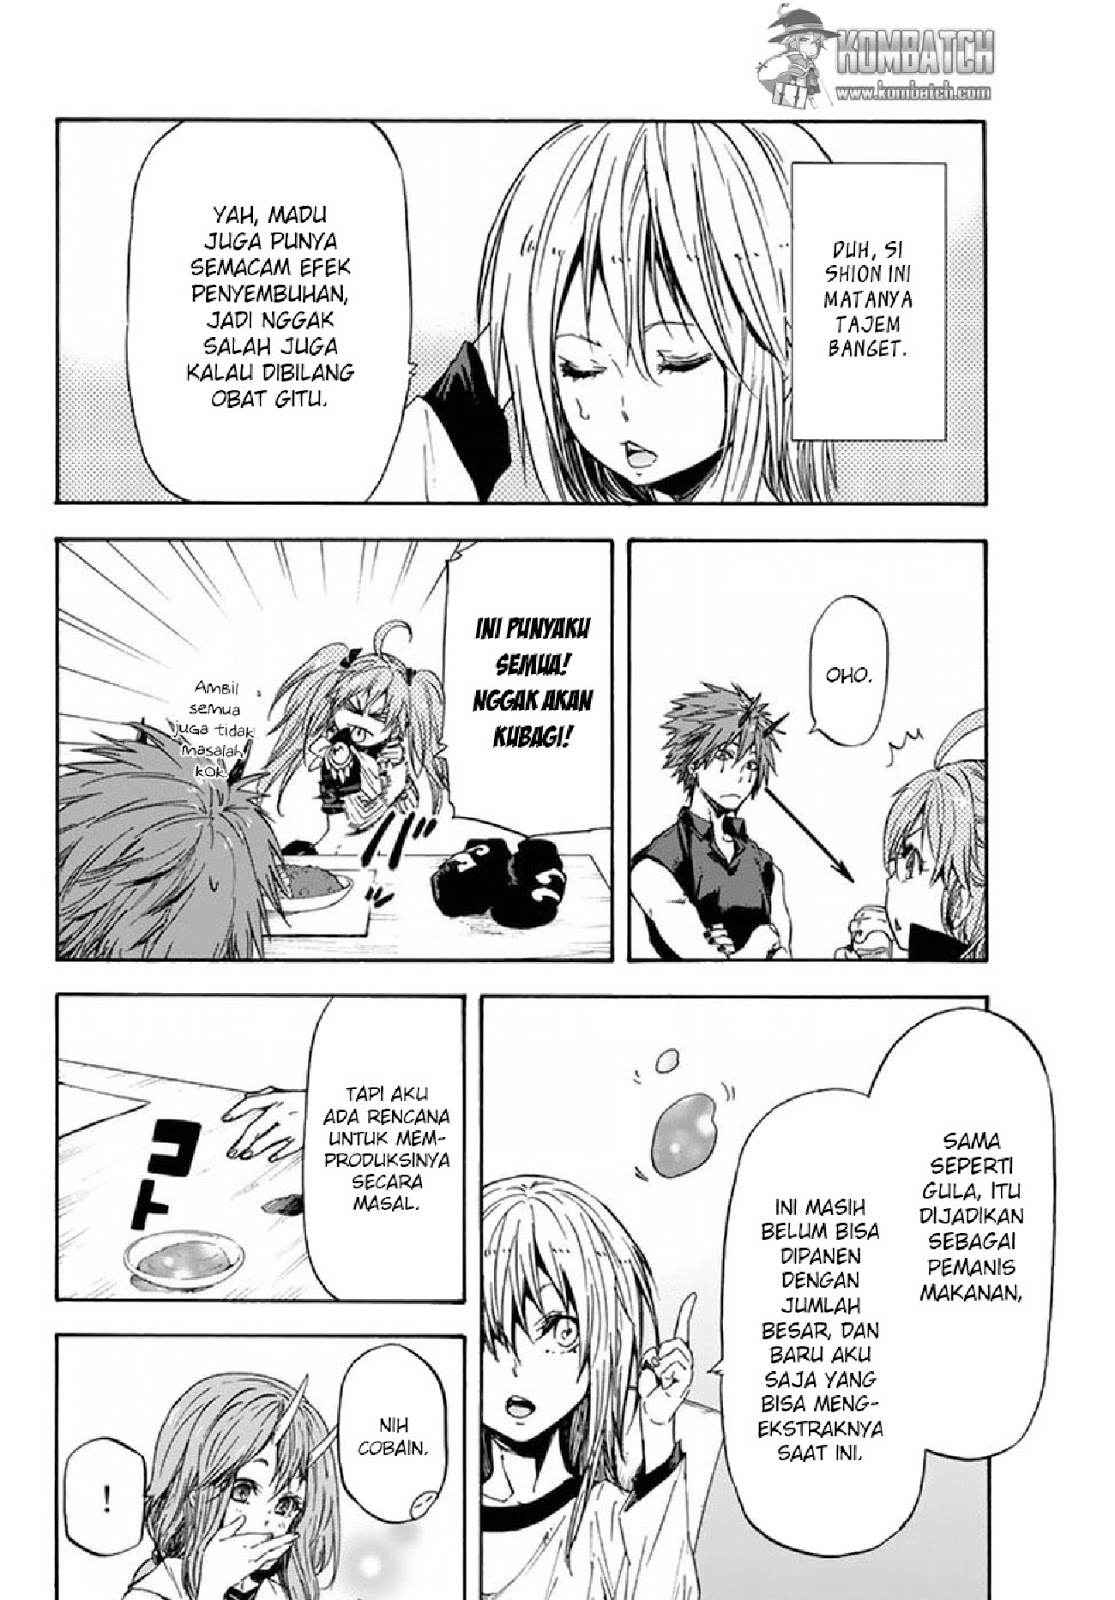 KOMBATCH
www.kombatch.com
DUH, SI
SHION INI
MATANYA
TAJEM
BANGET.
YAH, MADU
JUGA PUNYA
SEMACAM EFEK
PENYEMBUHAN,
JADI NGGAK
SALAH JUGA
KALAU DIBILANG
OBAT GITU.
OHO.
INI PUNYAKU
SEMUA!
NGGAK AKAN
KUBAGI!
Ambil
semua
juga tidak
masalah
kok.
SAMA
SEPERTI
GULA, ITU
DIJADIKAN
SEBAGAI
PEMANIS
MAKANAN,
INI MASIH
BELUM BISA
DIPANEN
DENGAN
JUMLAH
BESAR, DAN
BARU AKU
SAJA YANG
BISA MENG-
EKSTRAKNYA
SAAT INI.
TAPI AKU
ADA RENCANA
UNTUK MEM-
PRODUKSINYA
SECARA
MASAL.
コト
NIH
COBAIN.
!